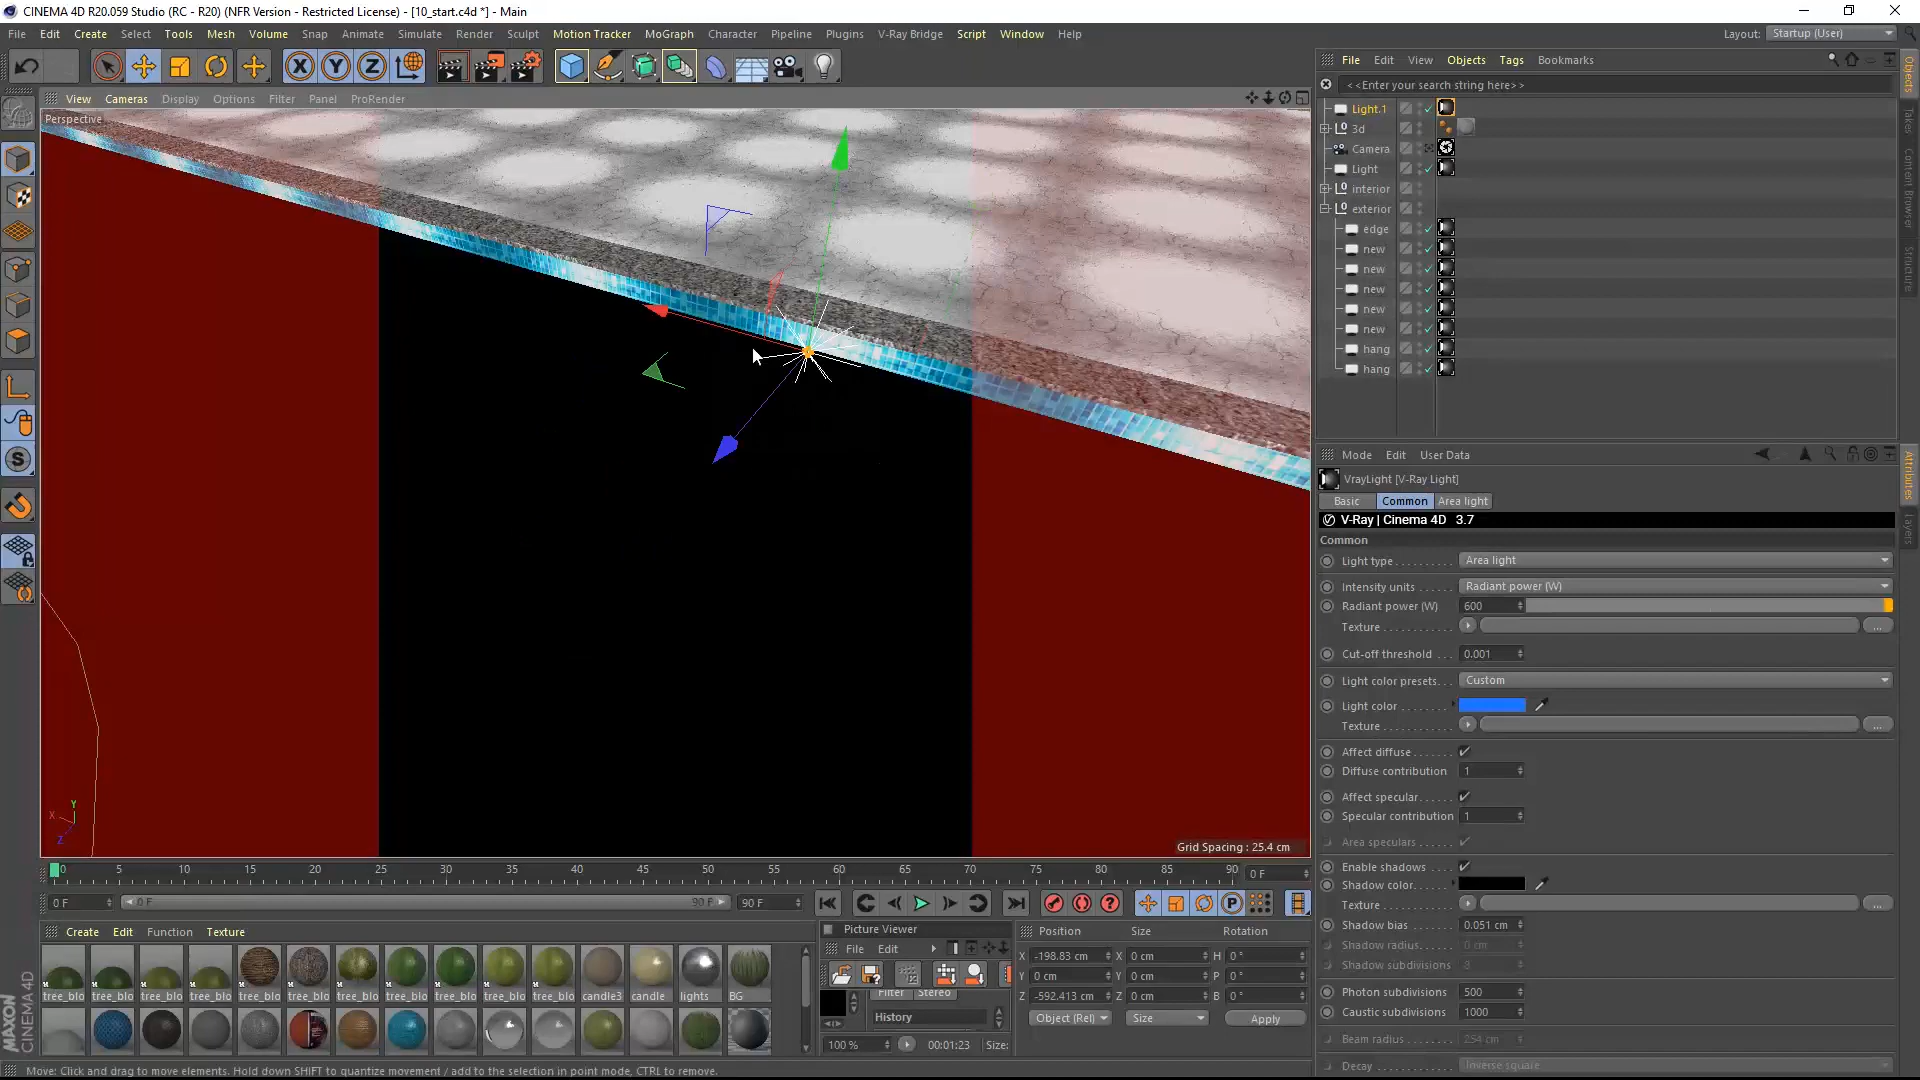 CINEMA 4D R20.059 Studio (RC - R20) (NFR Version - Restricted License) - [10_start.c4d *] - Main
File Edit Create Select Tools Mesh Volume Snap Animate Simulate Render Sculpt Motion Tracker MoGraph Character Pipeline Plugins V-Ray Bridge Script Window Help
Layout: Startup (User)
View Cameras Display Options Filter Panel ProRender
Perspective
Y
X
Z
Grid Spacing : 25.4 cm
0 5 10 15 20 25 30 35 40 45 50 55 60 65 70 75 80 85 90 0 F
0 F 0 F 90 F 90 F
Create Edit Function Texture
tree_blo tree_blo tree_blo tree_blo tree_blo tree_blo tree_blo tree_blo tree_blo tree_blo tree_blo candle3 candle lights BG
MAXON
CINEMA 4D
Picture Viewer
File Edit
Filter Stereo
History
100 % 00:01:23 Size:
Position Size Rotation
X -198.83 cm X 0 cm H 0 °
Y 0 cm Y 0 cm P 0 °
Z -592.413 cm Z 0 cm B 0 °
Object (Rel) Size Apply
Move: Click and drag to move elements. Hold down SHIFT to quantize movement / add to the selection in point mode, CTRL to remove.
File Edit View Objects Tags Bookmarks
<<Enter your search string here>>
Light.1
3d
Camera
Light
interior
exterior
edge
new
new
new
new
new
hang
hang
Objects
Takes
Content Browser
Structure
Mode Edit User Data
VrayLight [V-Ray Light]
Basic Common Area light
V-Ray | Cinema 4D 3.7
Common
Light type Area light
Intensity units Radiant power (W)
Radiant power (W) 600
Texture ...
Cut-off threshold 0.001
Light color presets Custom
Light color
Texture ...
Affect diffuse
Diffuse contribution 1
Affect specular
Specular contribution 1
Area speculars
Enable shadows
Shadow color
Texture ...
Shadow bias 0.051 cm
Shadow radius 0 cm
Shadow subdivisions 8
Photon subdivisions 500
Caustic subdivisions 1000
Beam radius 254 cm
Decay Inverse square
Attributes
Layers